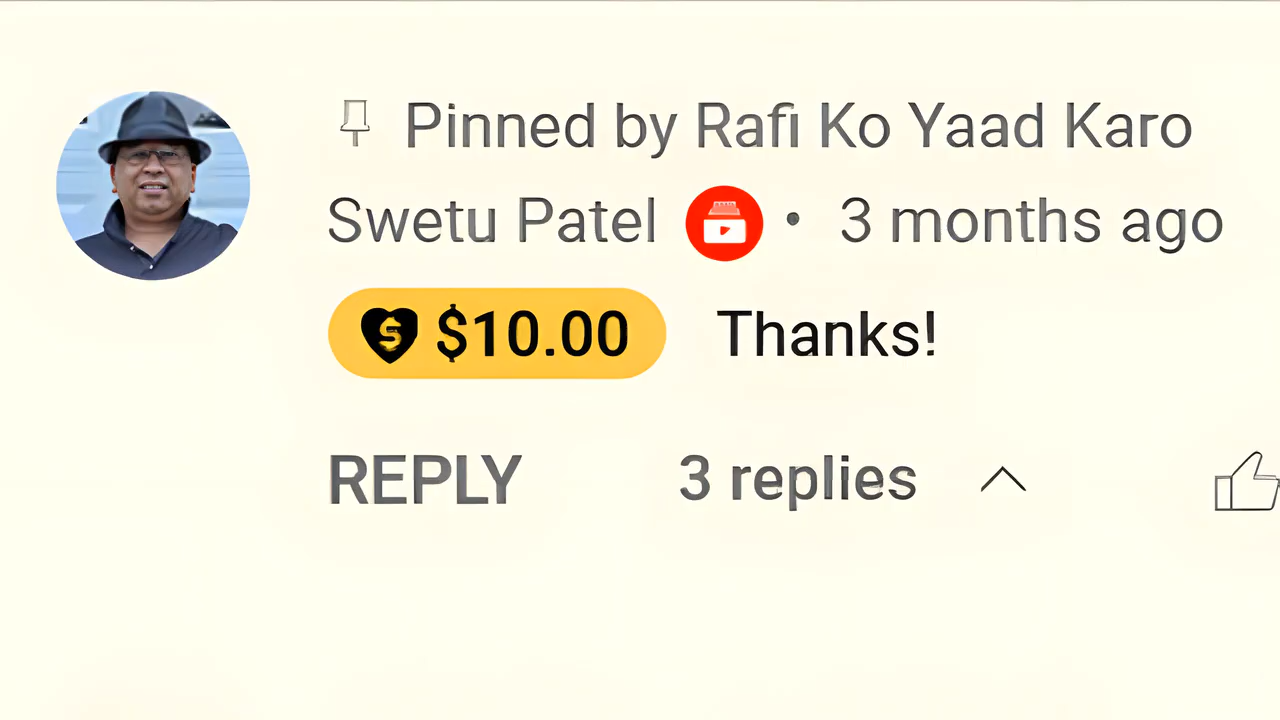 Pinned by Rafi Ko Yaad Karo
Swetu Patel • 3 months ago
$10.00 Thanks!
REPLY 3 replies